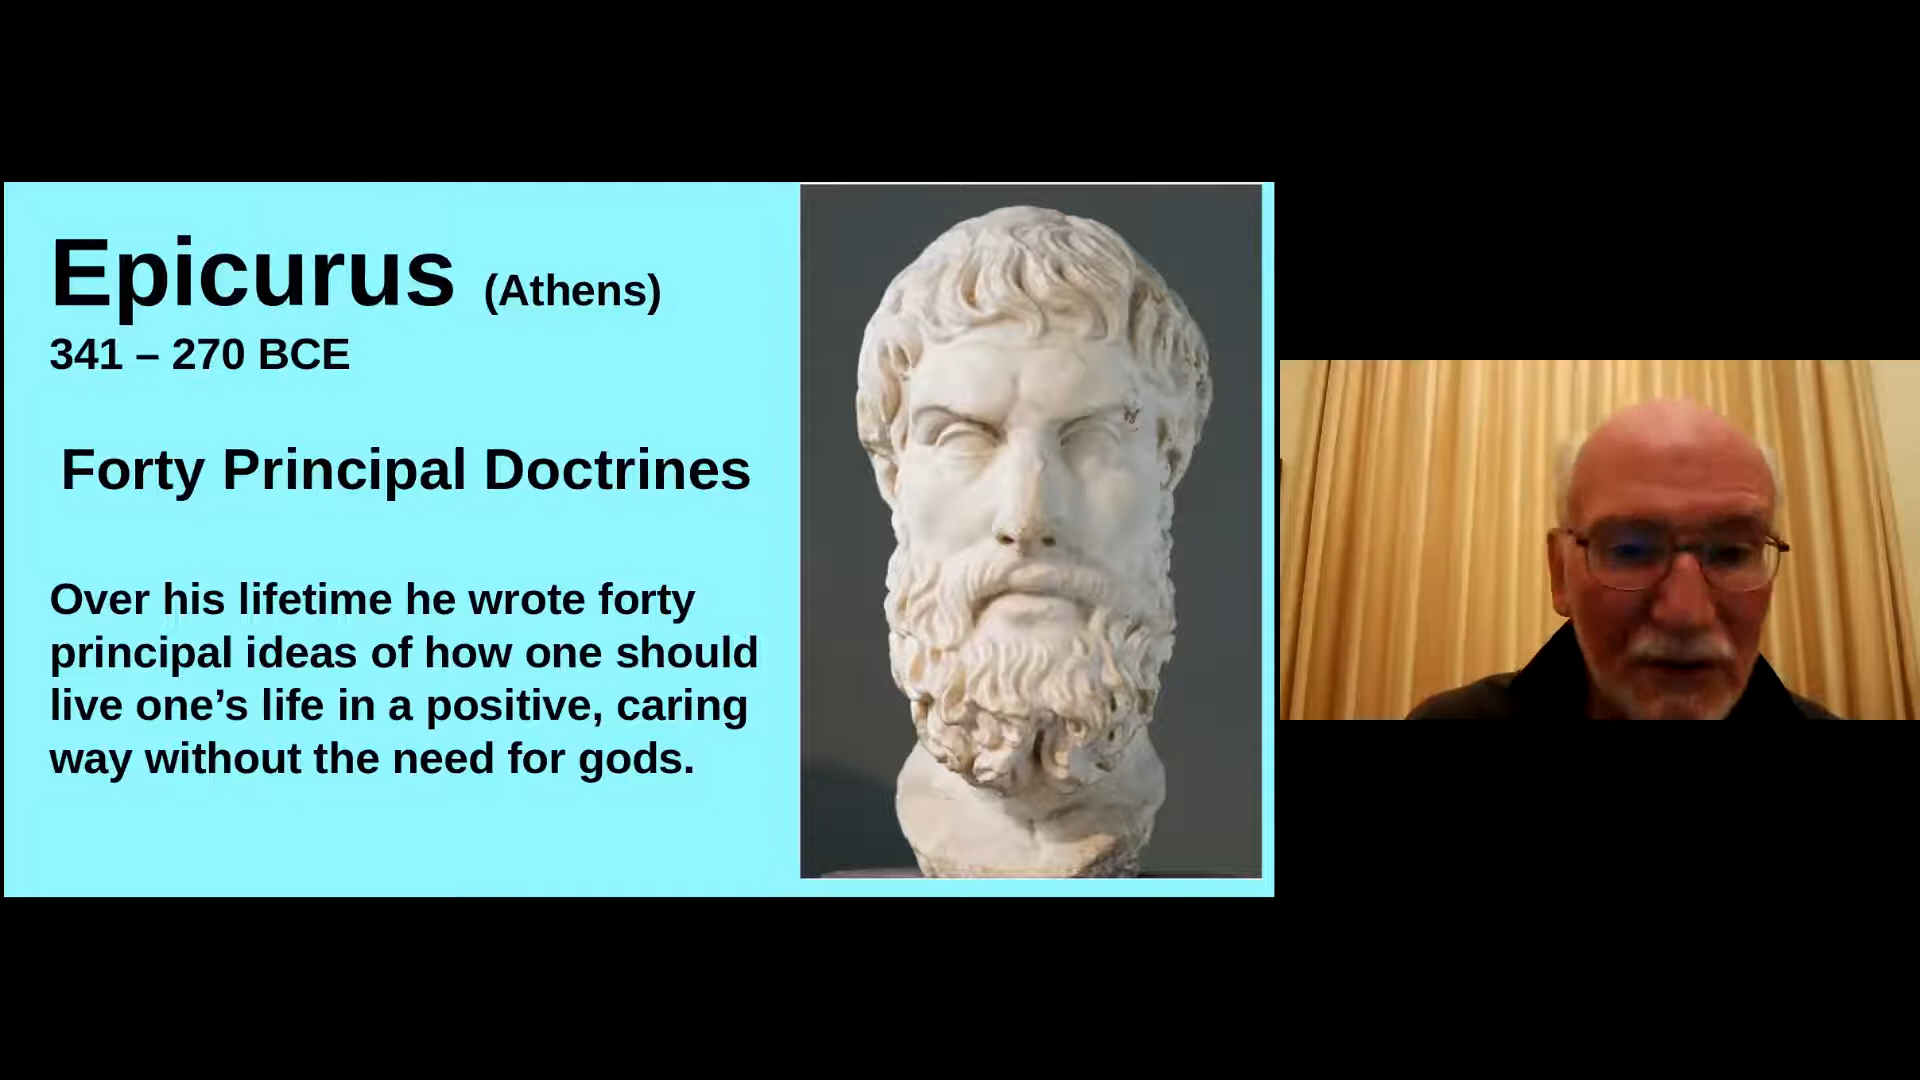 Epicurus (Athens)
341 – 270 BCE
Forty Principal Doctrines
Over his lifetime he wrote forty
principal ideas of how one should
live one’s life in a positive, caring
way without the need for gods.